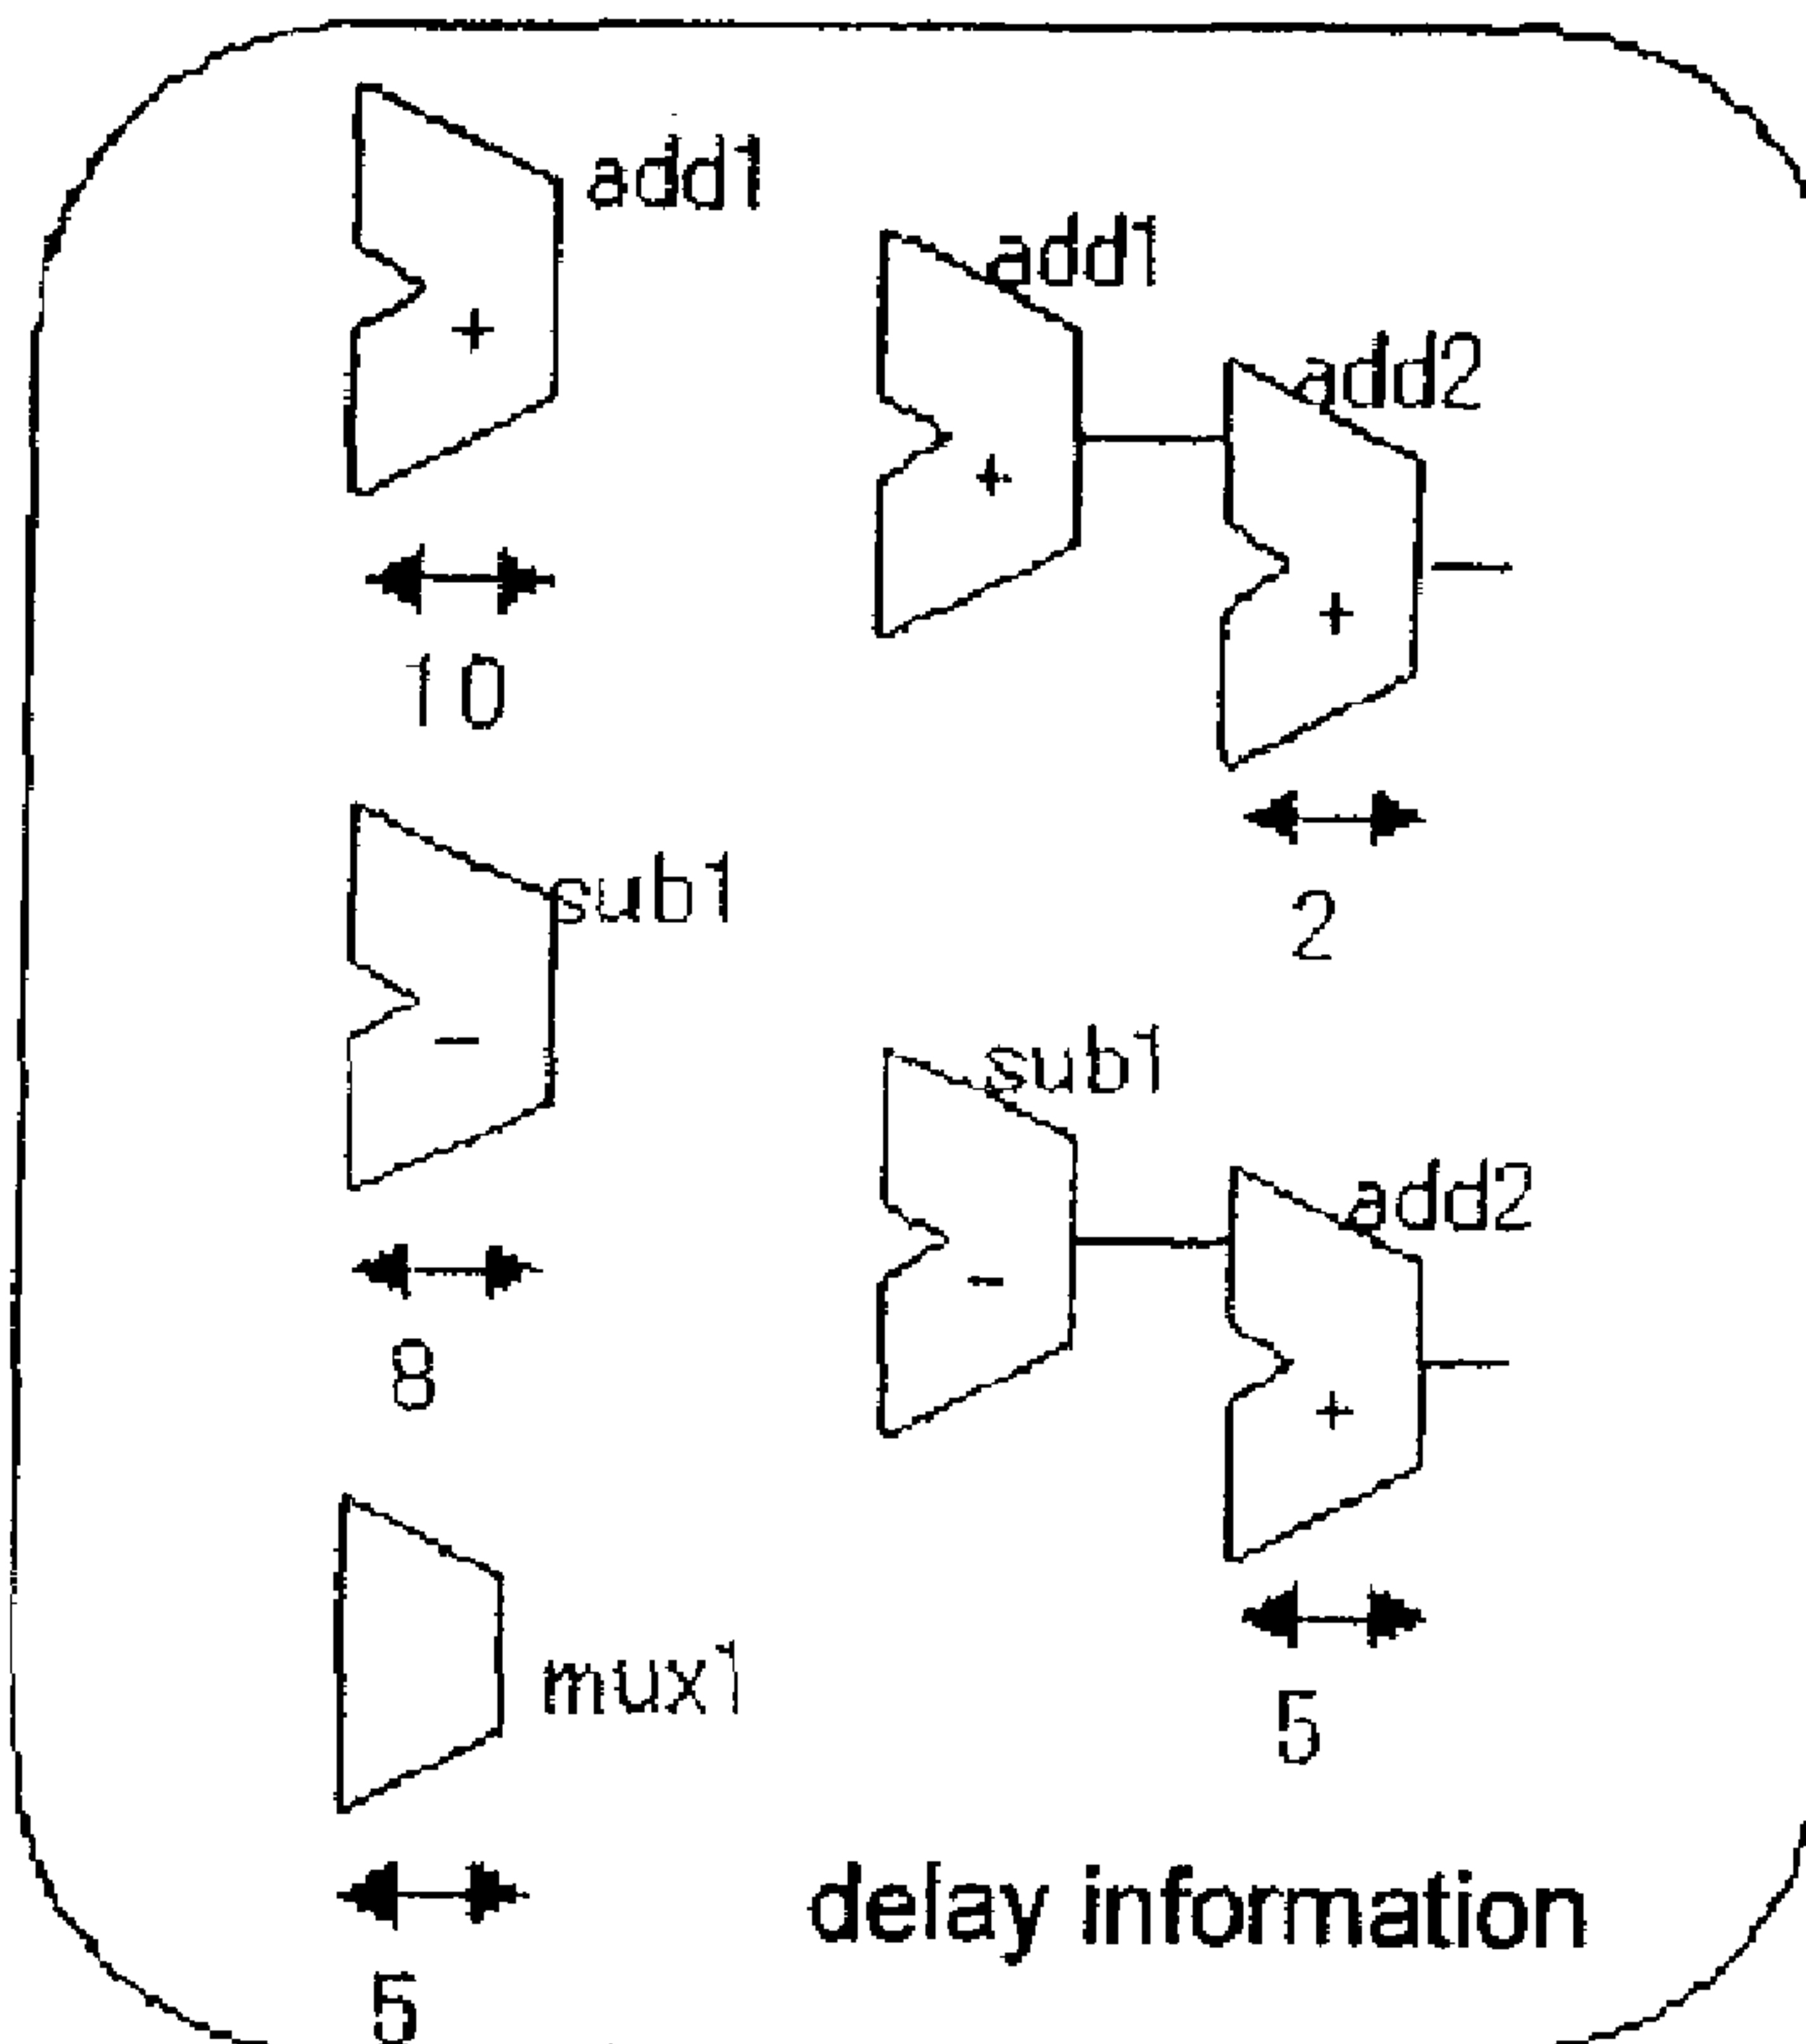 add1
+
10
sub1
-
8
mux1
5
add1
+
add2
+
2
sub1
-
add2
+
5
delay information